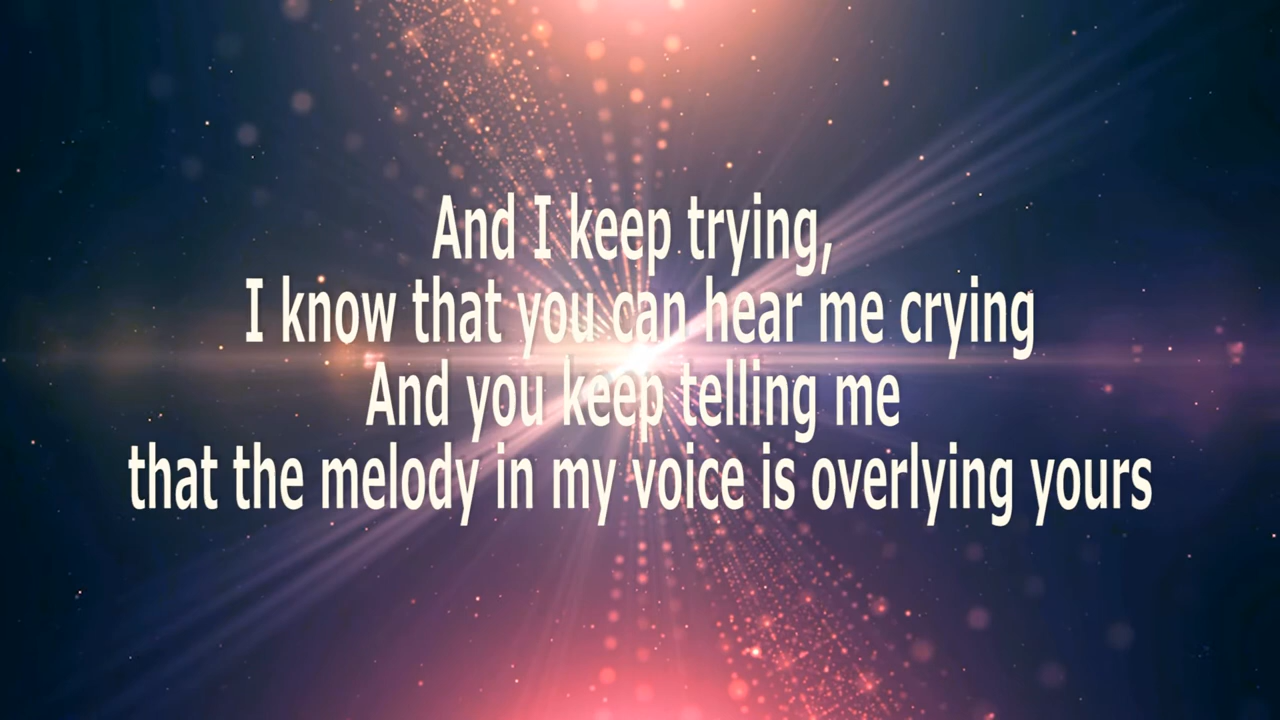 And I keep trying,
I know that you can hear me crying
And you keep telling me
that the melody in my voice is overlying yours